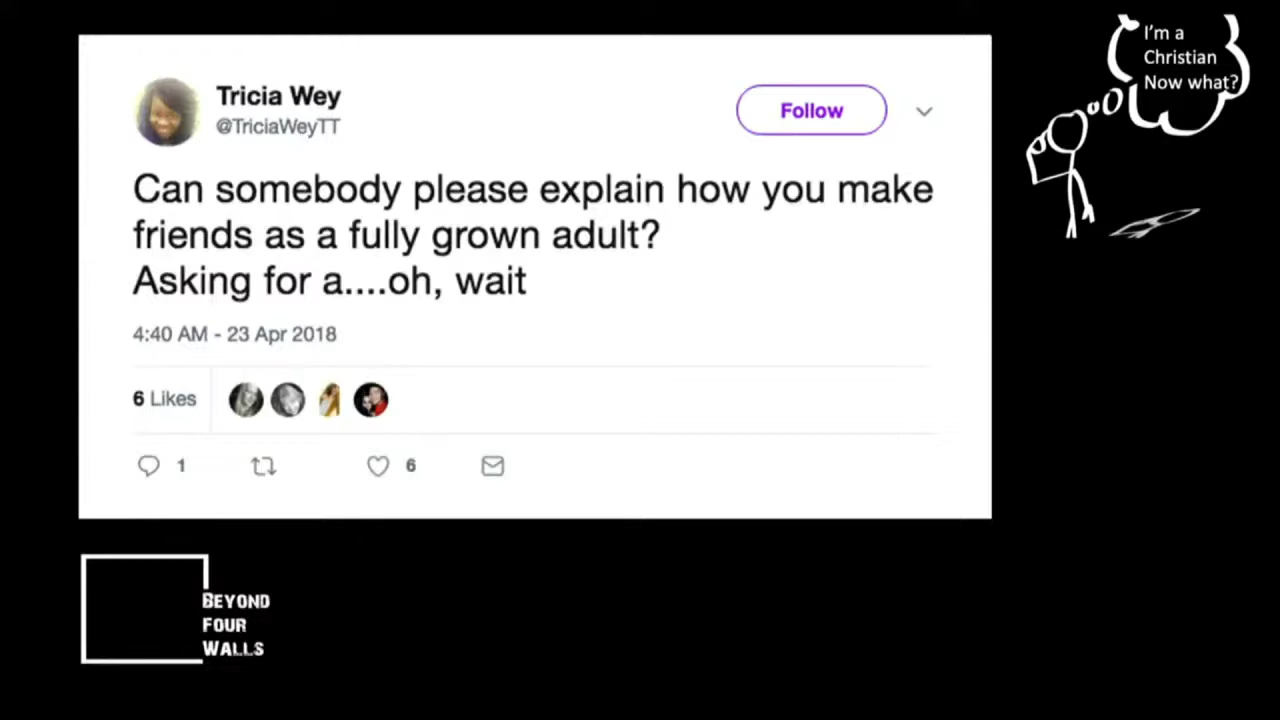 Tricia Wey
@TriciaWeyTT
Follow
Can somebody please explain how you make
friends as a fully grown adult?
Asking for a....oh, wait
4:40 AM - 23 Apr 2018
6 Likes
1
6
I'm a
Christian
Now what?
BEYOND
FOUR
WALLS